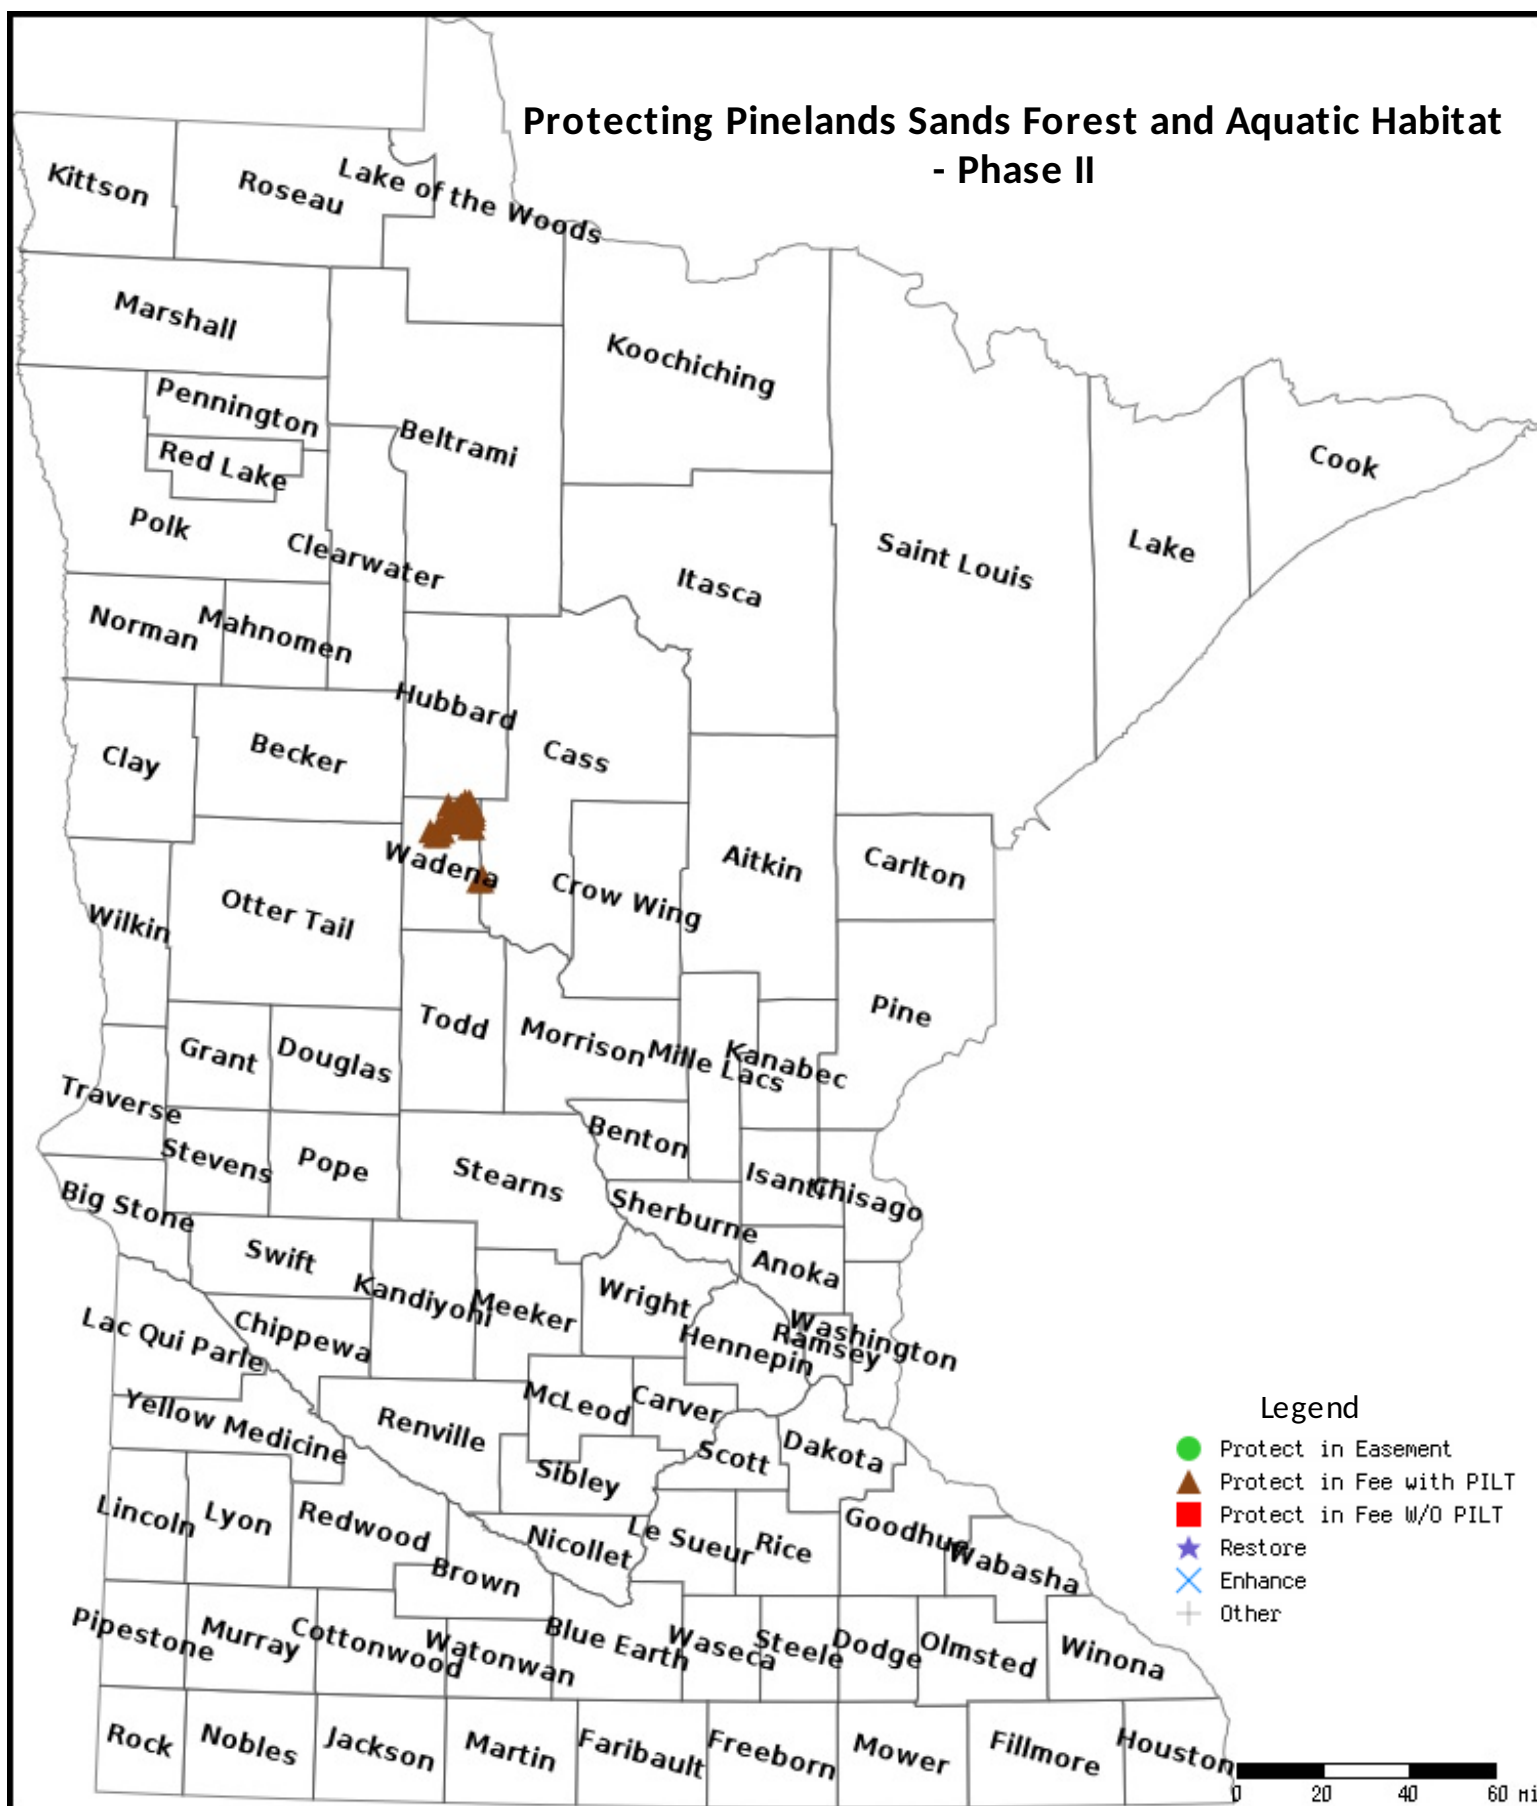 Protecting Pinelands Sands Forest and Aquatic Habitat
- Phase II
Kittson
Roseau
Lake of the Woods
Marshall
Koochiching
Pennington
Beltrami
Red Lake
Cook
Polk
Clearwater
Saint Louis
Lake
Itasca
Norman
Mahnomen
Hubbard
Clay
Becker
Cass
Wadena
Aitkin
Carlton
Crow Wing
Otter Tail
Wilkin
Pine
Todd
Morrison
Mille Lacs
Kanabec
Grant
Douglas
Traverse
Benton
Stevens
Pope
Stearns
Isanti
Chisago
Big Stone
Sherburne
Swift
Anoka
Kandiyohi
Meeker
Wright
Lac Qui Parle
Chippewa
Hennepin
Ramsey
Washington
McLeod
Carver
Yellow Medicine
Renville
Scott
Dakota
Sibley
Lincoln
Lyon
Redwood
Nicollet
Le Sueur
Rice
Goodhue
Wabasha
Brown
Pipestone
Murray
Cottonwood
Watonwan
Blue Earth
Waseca
Steele
Dodge
Olmsted
Winona
Rock
Nobles
Jackson
Martin
Faribault
Freeborn
Mower
Fillmore
Houston
Legend
Protect in Easement
Protect in Fee with PILT
Protect in Fee W/O PILT
Restore
Enhance
Other
0 20 40 60 Mi